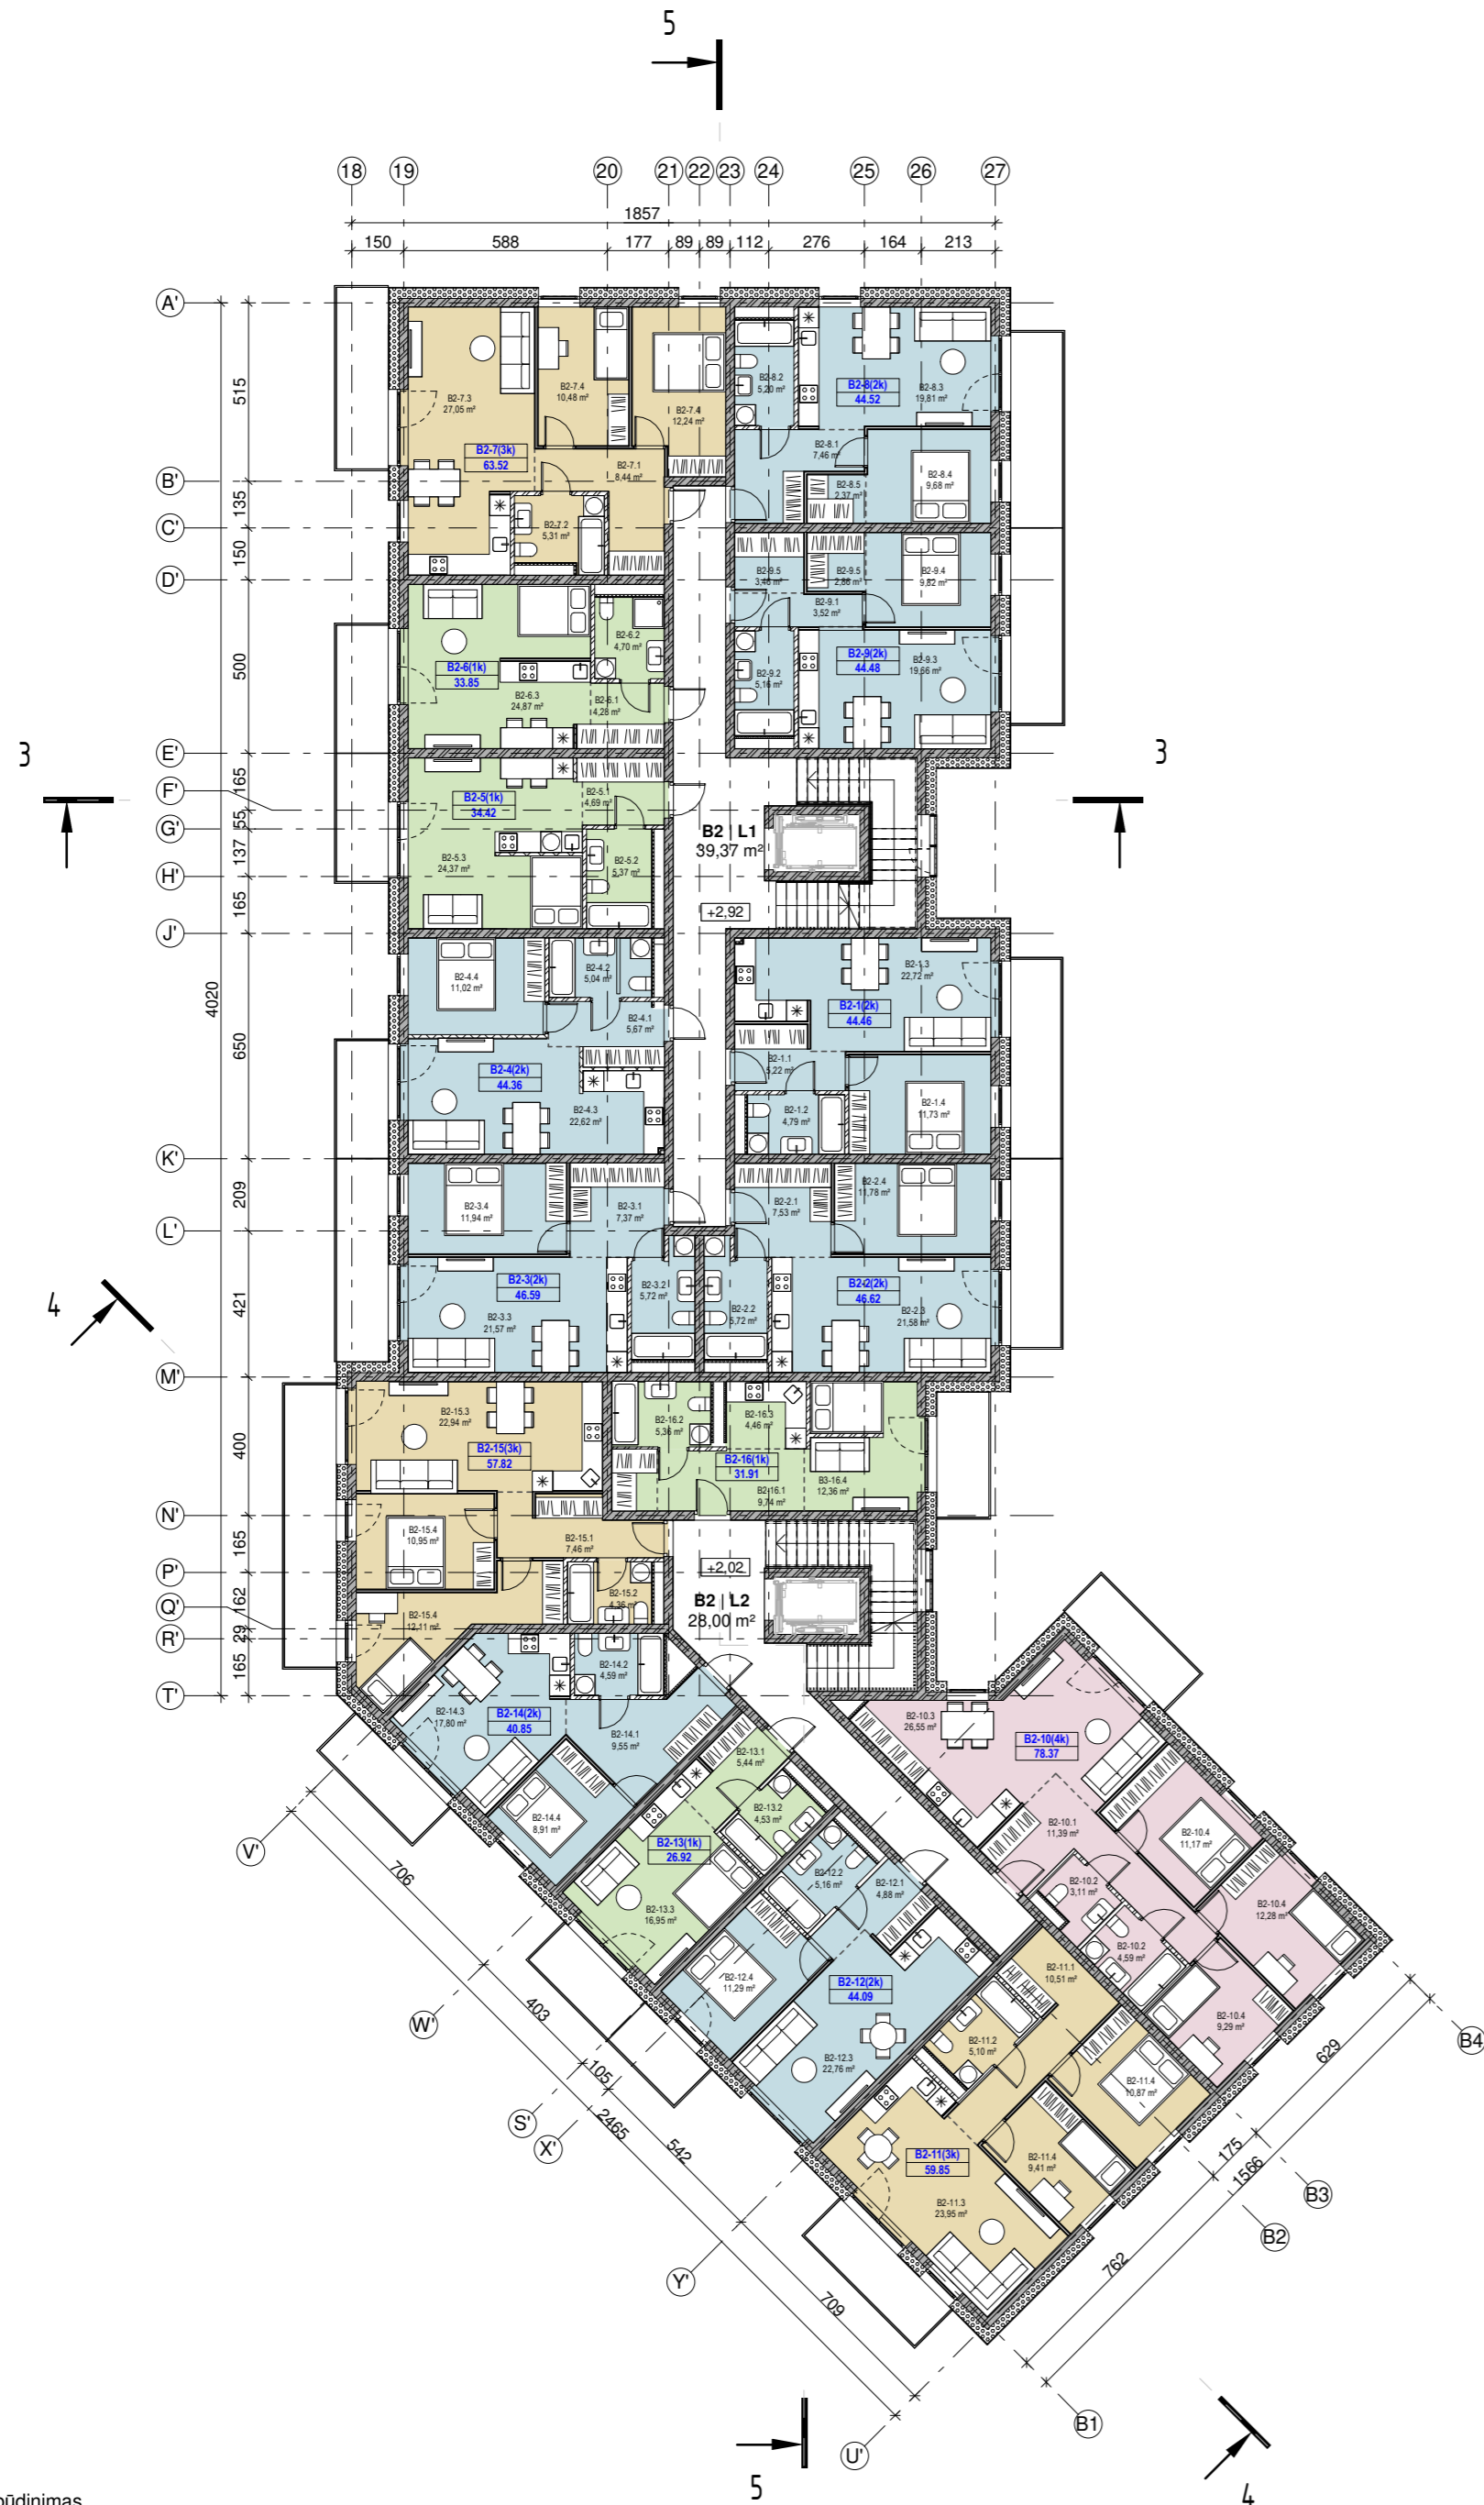 5
18 19 20 21 22 23 24 25 26 27
1857
150 588 177 89 89 112 276 164 213
A'
B'
C'
D'
E'
F'
G'
H'
J'
K'
L'
M'
N'
P'
Q'
R'
T'
515
135
150
500
165
55
137
165
650
209
421
400
165
162
29
165
4020
3
3
4
B2-7.3
27,05 m²
B2-7.4
10,48 m²
B2-7.4
12,24 m²
B2-7(3k)
63.52
B2-7.1
8,44 m²
B2-7.2
5,31 m²
B2-8.2
5,20 m²
B2-8(2k)
44.52
B2-8.3
19,81 m²
B2-8.1
7,46 m²
B2-8.4
9,68 m²
B2-8.5
2,37 m²
B2-9.5
3,46 m²
B2-9.5
2,86 m²
B2-9.4
9,82 m²
B2-9.1
3,52 m²
B2-9.2
5,16 m²
B2-9(2k)
44.48
B2-9.3
19,66 m²
B2-6.2
4,70 m²
B2-6(1k)
33.85
B2-6.3
24,87 m²
B2-6.1
4,28 m²
B2-5(1k)
34.42
B2-5.1
4,69 m²
B2-5.3
24,37 m²
B2-5.2
5,37 m²
B2 | L1
39,37 m²
+2,92
B2-4.4
11,02 m²
B2-4.2
5,04 m²
B2-4.1
5,67 m²
B2-4(2k)
44.36
B2-4.3
22,62 m²
B2-1.3
22,72 m²
B2-1(2k)
44.46
B2-1.1
5,22 m²
B2-1.2
4,79 m²
B2-1.4
11,73 m²
B2-3.4
11,94 m²
B2-3.1
7,37 m²
B2-3(2k)
46.59
B2-3.3
21,57 m²
B2-3.2
5,72 m²
B2-2.1
7,53 m²
B2-2.4
11,78 m²
B2-2.2
5,72 m²
B2-2(2k)
46.62
B2-2.3
21,58 m²
B2-15.3
22,94 m²
B2-15(3k)
57.82
B2-15.4
10,95 m²
B2-15.1
7,46 m²
B2-15.2
4,36 m²
B2-15.4
12,11 m²
B2-16.2
5,36 m²
B2-16.3
4,46 m²
B2-16(1k)
31.91
B3-16.4
12,36 m²
B2-16.1
9,74 m²
+2,02
B2 | L2
28,00 m²
B2-14.2
4,59 m²
B2-14.3
17,80 m²
B2-14(2k)
40.85
B2-14.1
9,55 m²
B2-14.4
8,91 m²
B2-13.1
5,44 m²
B2-13.2
4,53 m²
B2-13(1k)
26.92
B2-13.3
16,95 m²
B2-12.2
5,16 m²
B2-12.1
4,88 m²
B2-12.4
11,29 m²
B2-12(2k)
44.09
B2-12.3
22,76 m²
B2-10.3
26,55 m²
B2-10(4k)
78.37
B2-10.1
11,39 m²
B2-10.4
11,17 m²
B2-10.2
3,11 m²
B2-10.4
12,28 m²
B2-10.2
4,59 m²
B2-10.4
9,29 m²
B2-11.1
10,51 m²
B2-11.2
5,10 m²
B2-11.4
10,87 m²
B2-11(3k)
59.85
B2-11.4
9,41 m²
B2-11.3
23,95 m²
V'
W'
S'
X'
Y'
U'
706
403
105
2465
542
709
629
175
1566
762
B4
B3
B2
B1
5
4
būdinimas